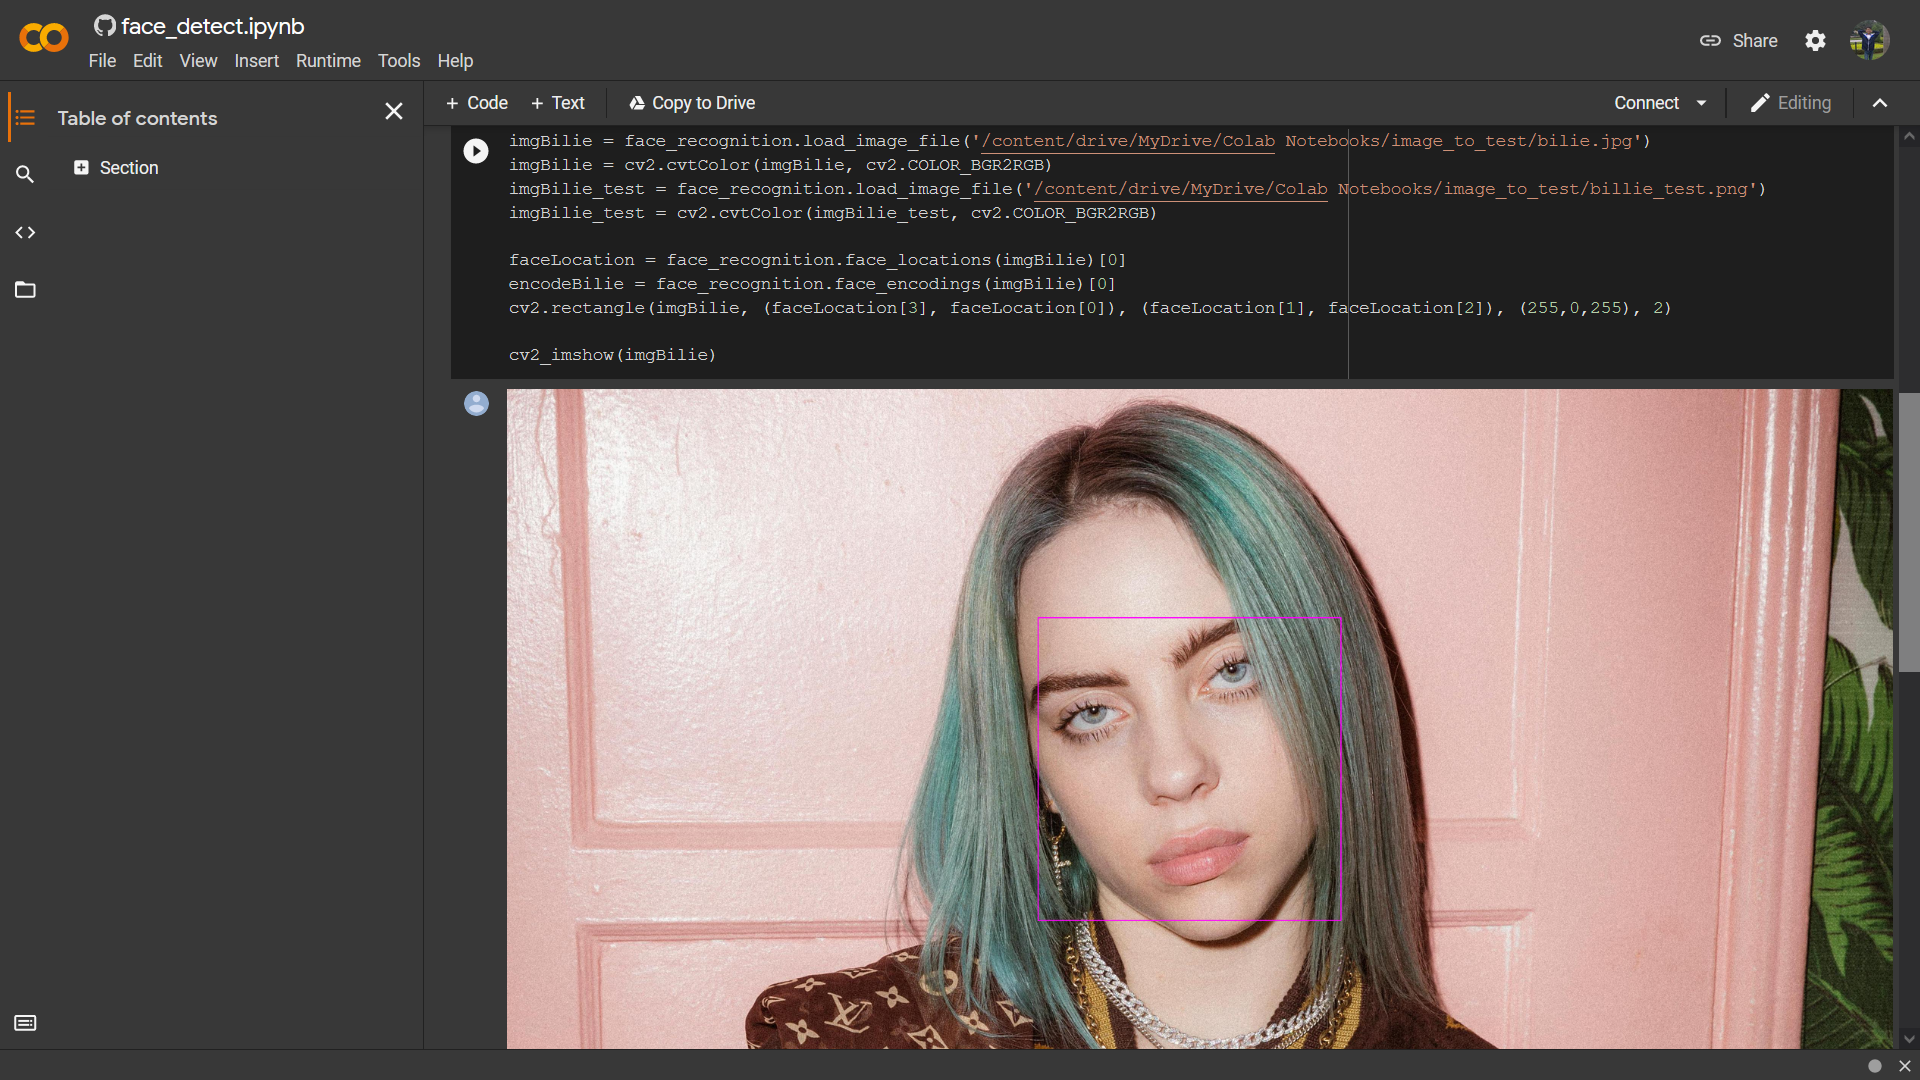 face_detect.ipynb
File Edit View Insert Runtime Tools Help
Share
Table of contents
Section
+ Code + Text Copy to Drive
Connect Editing
imgBilie = face_recognition.load_image_file('/content/drive/MyDrive/Colab Notebooks/image_to_test/bilie.jpg')
imgBilie = cv2.cvtColor(imgBilie, cv2.COLOR_BGR2RGB)
imgBilie_test = face_recognition.load_image_file('/content/drive/MyDrive/Colab Notebooks/image_to_test/billie_test.png')
imgBilie_test = cv2.cvtColor(imgBilie_test, cv2.COLOR_BGR2RGB)
faceLocation = face_recognition.face_locations(imgBilie)[0]
encodeBilie = face_recognition.face_encodings(imgBilie)[0]
cv2.rectangle(imgBilie, (faceLocation[3], faceLocation[0]), (faceLocation[1], faceLocation[2]), (255,0,255), 2)
cv2_imshow(imgBilie)